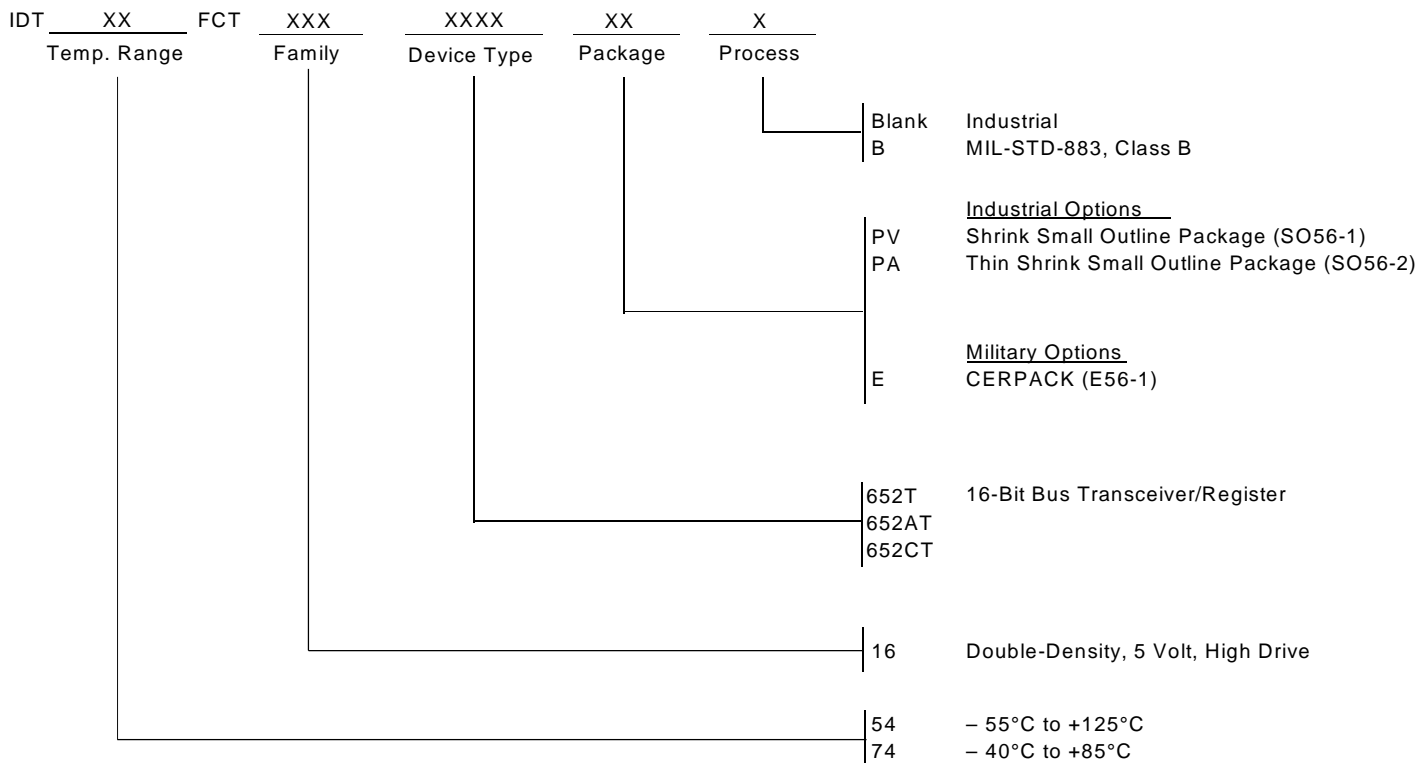 IDT XX FCT XXX XXXX XX X
Temp. Range Family Device Type Package Process
Blank Industrial
B MIL-STD-883, Class B
Industrial Options
PV Shrink Small Outline Package (SO56-1)
PA Thin Shrink Small Outline Package (SO56-2)
Military Options
E CERPACK (E56-1)
652T 16-Bit Bus Transceiver/Register
652AT
652CT
16 Double-Density, 5 Volt, High Drive
54 – 55°C to +125°C
74 – 40°C to +85°C